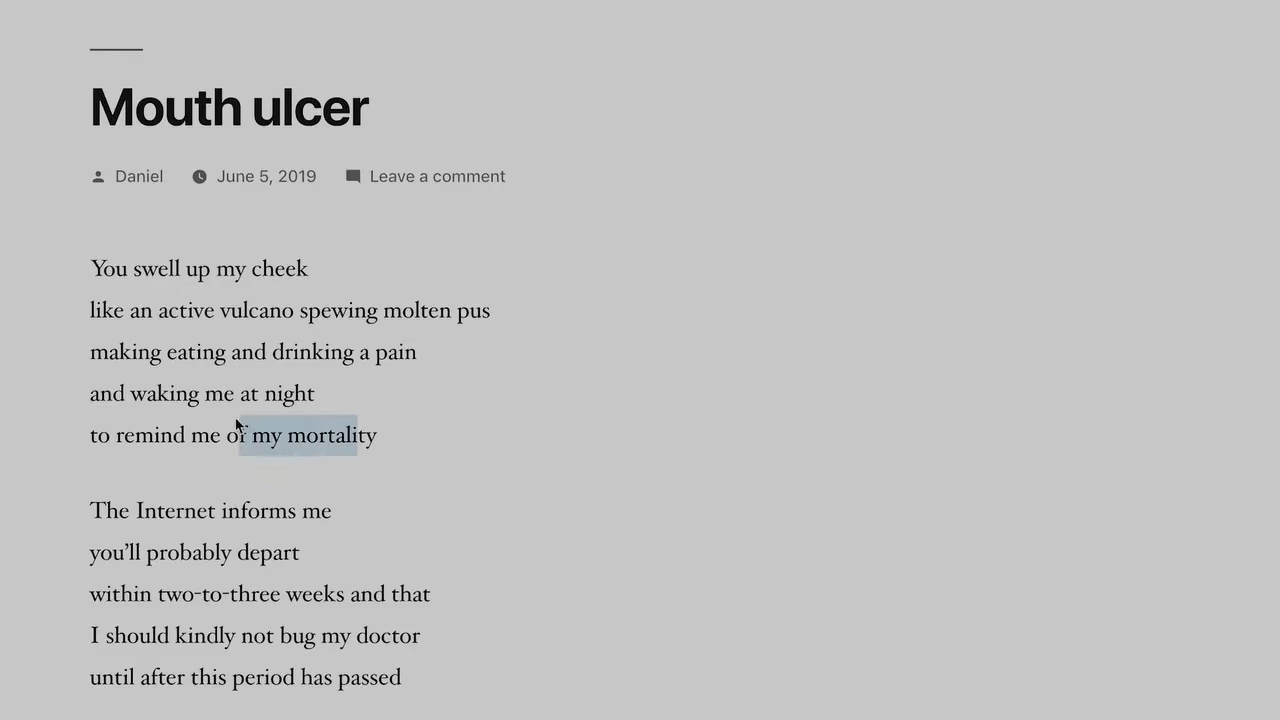 Mouth ulcer
Daniel June 5, 2019 Leave a comment
You swell up my cheek
like an active vulcano spewing molten pus
making eating and drinking a pain
and waking me at night
to remind me of my mortality
The Internet informs me
you’ll probably depart
within two-to-three weeks and that
I should kindly not bug my doctor
until after this period has passed